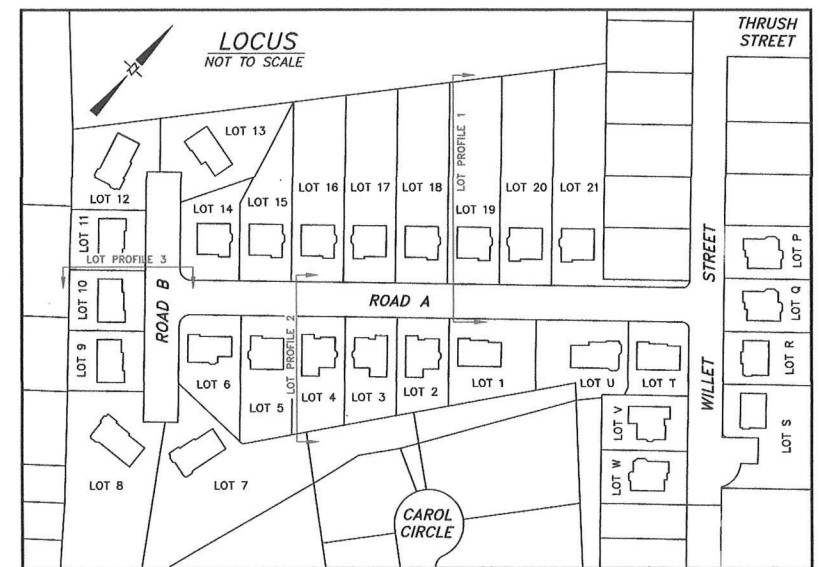 LOCUS
NOT TO SCALE
THRUSH
STREET
LOT 13
LOT 12
LOT 14
LOT 15
LOT 16
LOT 17
LOT 18
LOT PROFILE 1
LOT 19
LOT 20
LOT 21
LOT 11
LOT PROFILE 3
LOT 10
LOT 9
ROAD B
ROAD A
STREET
WILLET
LOT P
LOT Q
LOT R
LOT S
LOT PROFILE 2
LOT 6
LOT 5
LOT 4
LOT 3
LOT 2
LOT 1
LOT U
LOT T
LOT V
LOT W
LOT 8
LOT 7
CAROL
CIRCLE